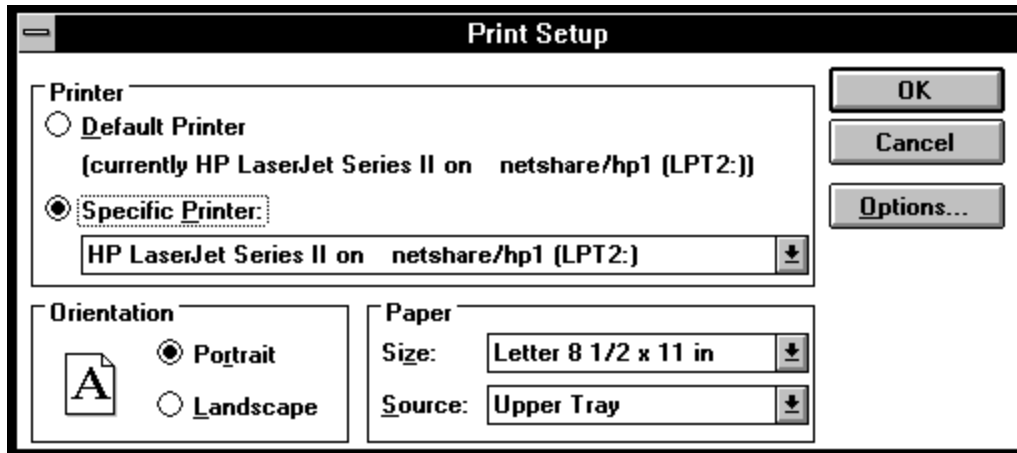 Print Setup
Printer
Default Printer
(currently HP LaserJet Series II on netshare/hp1 (LPT2:))
Specific Printer:
HP LaserJet Series II on netshare/hp1 (LPT2:)
OK
Cancel
Options...
Orientation
A
Portrait
Landscape
Paper
Size: Letter 8 1/2 x 11 in
Source: Upper Tray